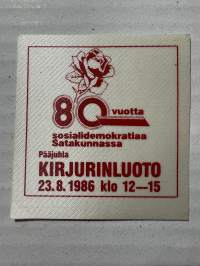 80 vuotta
sosialidemokratiaa
Satakunnassa
Pääjuhla
KIRJURINLUOTO
23.8.1986 klo 12—15